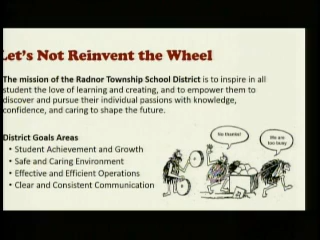 Let's Not Reinvent the Wheel
The mission of the Radnor Township School District is to inspire in all
student the love of learning and creating, and to empower them to
discover and pursue their individual passions with knowledge,
confidence, and caring to shape the future.
District Goals Areas
• Student Achievement and Growth
• Safe and Caring Environment
• Effective and Efficient Operations
• Clear and Consistent Communication
No thanks!
We are
too busy